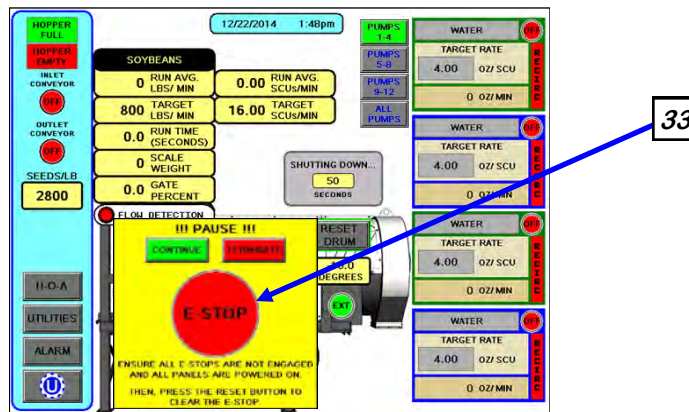 HOPPER FULL
HOPPER EMPTY
INLET CONVEYOR
OFF
OUTLET CONVEYOR
OFF
SEEDS/LB
2800
H-O-A
UTILITIES
ALARM
U
12/22/2014 1:48pm
SOYBEANS
0 RUN AVG. LBS/ MIN
0.00 RUN AVG. SCUs/MIN
800 TARGET LBS/ MIN
16.00 TARGET SCUs/MIN
0.0 RUN TIME (SECONDS)
0 SCALE WEIGHT
0.0 GATE PERCENT
FLOW DETECTION
SHUTTING DOWN...
50
SECONDS
!!! PAUSE !!!
CONTINUE
TERMINATE
E-STOP
ENSURE ALL E-STOPS ARE NOT ENGAGED
AND ALL PANELS ARE POWERED ON.
THEN, PRESS THE RESET BUTTON TO
CLEAR THE E-STOP
RESET DRUM
DEGREES
EXT
PUMPS 1-4
PUMPS 5-8
PUMPS 9-12
ALL PUMPS
WATER OFF
TARGET RATE
4.00 OZ/ SCU
0 OZ/ MIN
RECIRC
WATER OFF
TARGET RATE
4.00 OZ/ SCU
0 OZ/ MIN
RECIRC
WATER OFF
TARGET RATE
4.00 OZ/ SCU
0 OZ/ MIN
RECIRC
WATER OFF
TARGET RATE
4.00 OZ/ SCU
0 OZ/ MIN
RECIRC
33